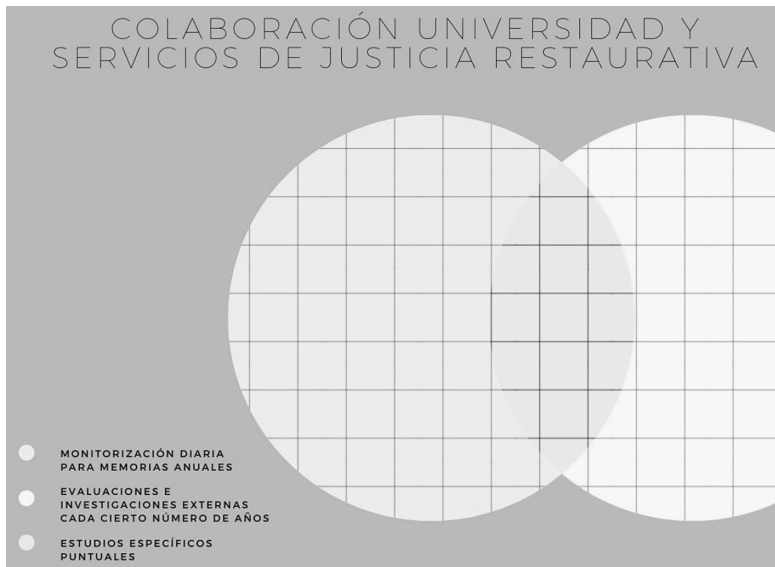 COLABORACIÓN UNIVERSIDAD Y
SERVICIOS DE JUSTICIA RESTAURATIVA
MONITORIZACIÓN DIARIA
PARA MEMORIAS ANUALES
EVALUACIONES E
INVESTIGACIONES EXTERNAS
CADA CIERTO NÚMERO DE AÑOS
ESTUDIOS ESPECÍFICOS
PUNTUALES